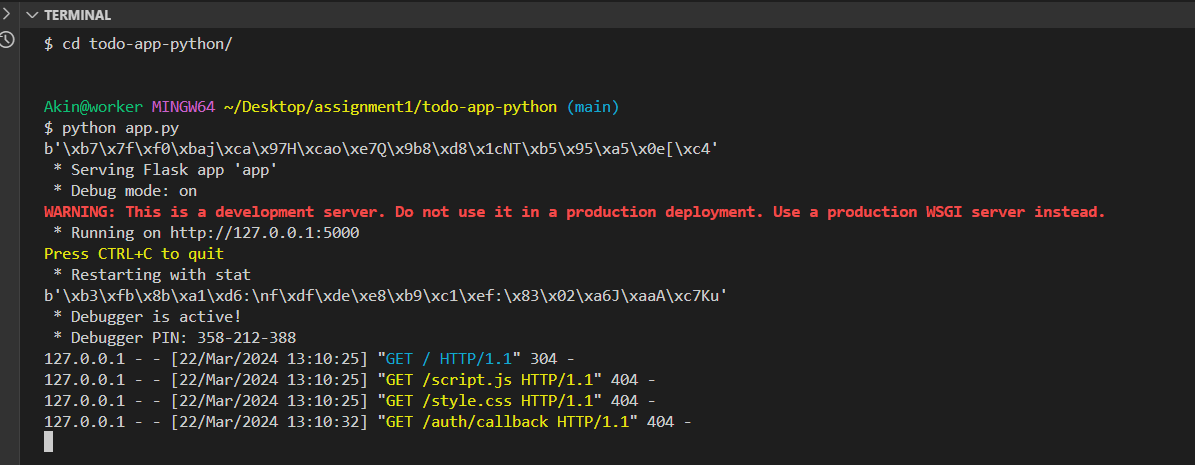 TERMINAL
$ cd todo-app-python/
Akin@worker MINGW64 ~/Desktop/assignment1/todo-app-python (main)
$ python app.py
b'\xb7\x7f\xf0\xbaj\xca\x97H\xcao\xe7Q\x9b8\xd8\x1cNT\xb5\x95\xa5\x0e[\xc4'
* Serving Flask app 'app'
* Debug mode: on
WARNING: This is a development server. Do not use it in a production deployment. Use a production WSGI server instead.
* Running on http://127.0.0.1:5000
Press CTRL+C to quit
* Restarting with stat
b'\xb3\xfb\x8b\xa1\xd6:\nf\xdf\xde\xe8\xb9\xc1\xef:\x83\x02\xa6J\xaaA\xc7Ku'
* Debugger is active!
* Debugger PIN: 358-212-388
127.0.0.1 - - [22/Mar/2024 13:10:25] "GET / HTTP/1.1" 304 -
127.0.0.1 - - [22/Mar/2024 13:10:25] "GET /script.js HTTP/1.1" 404 -
127.0.0.1 - - [22/Mar/2024 13:10:25] "GET /style.css HTTP/1.1" 404 -
127.0.0.1 - - [22/Mar/2024 13:10:32] "GET /auth/callback HTTP/1.1" 404 -